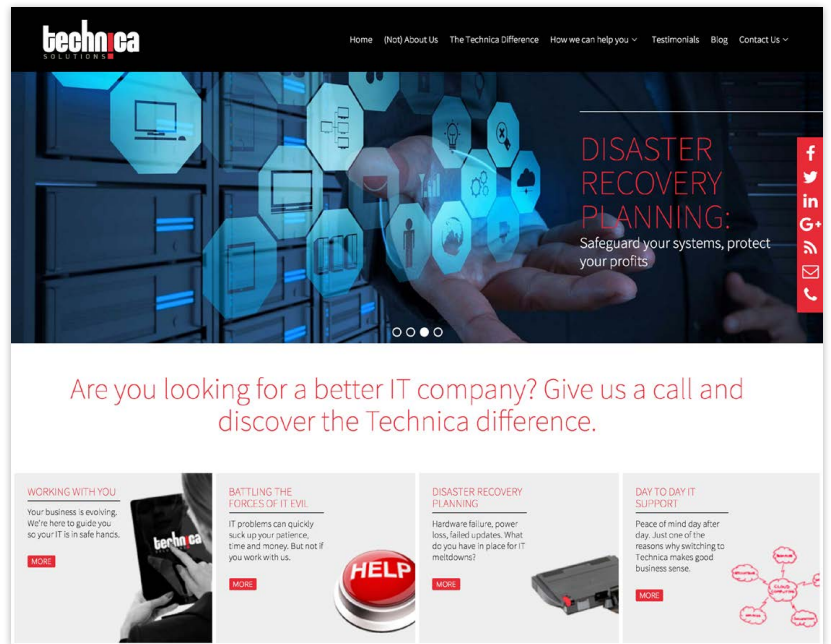 technica
SOLUTIONS
Home (Not) About Us The Technica Difference How we can help you Testimonials Blog Contact Us
DISASTER
RECOVERY
PLANNING:
Safeguard your systems, protect
your profits
Are you looking for a better IT company? Give us a call and
discover the Technica difference.
WORKING WITH YOU
Your business is evolving.
We're here to guide you
so your IT is in safe hands.
MORE
technica
BATTLING THE
FORCES OF IT EVIL
IT problems can quickly
suck up your patience,
time and money. But not if
you work with us.
MORE
HELP
DISASTER RECOVERY
PLANNING
Hardware failure, power
loss, failed updates. What
do you have in place for IT
meltdowns?
MORE
DAY TO DAY IT
SUPPORT
Peace of mind day after
day. Just one of the
reasons why switching to
Technica makes good
business sense.
MORE
CLOUD
COMPUTING